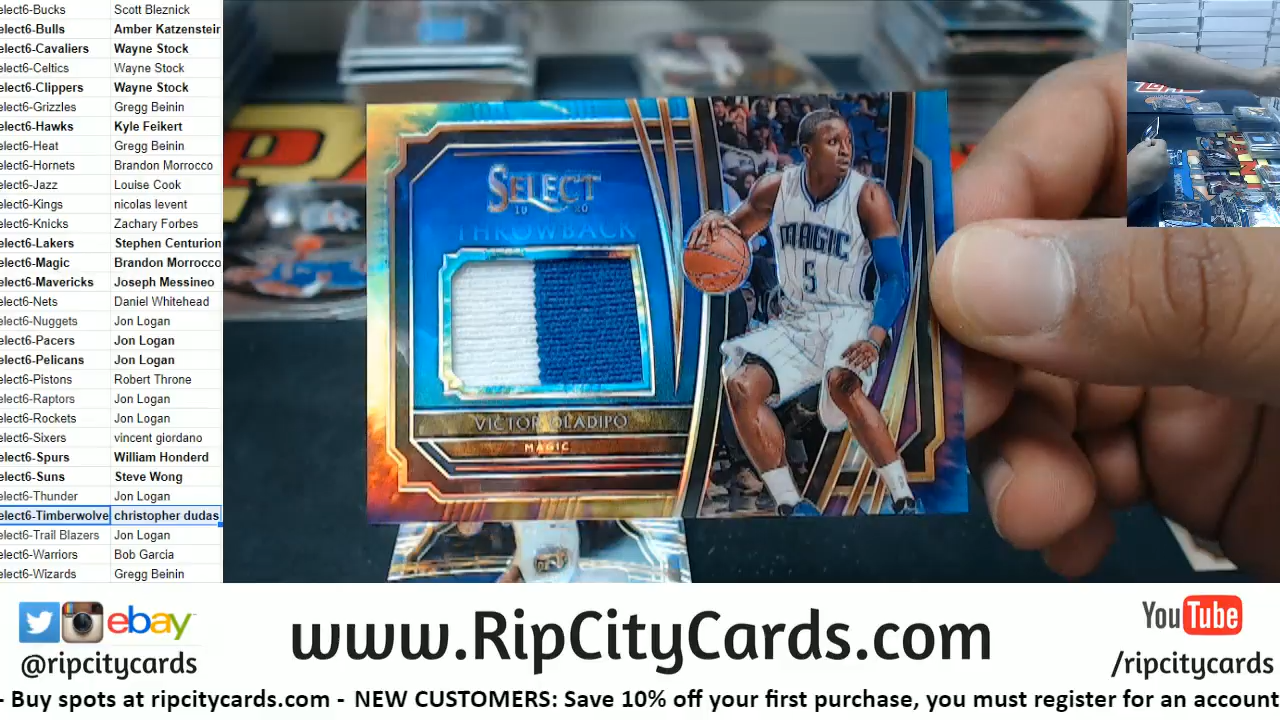 elect6-Bucks Scott Bleznick
elect6-Bulls Amber Katzenstein
elect6-Cavaliers Wayne Stock
elect6-Celtics Wayne Stock
elect6-Clippers Wayne Stock
elect6-Grizzles Gregg Beinin
elect6-Hawks Kyle Feikert
elect6-Heat Gregg Beinin
elect6-Hornets Brandon Morrocco
elect6-Jazz Louise Cook
elect6-Kings nicolas levent
elect6-Knicks Zachary Forbes
elect6-Lakers Stephen Centurion
elect6-Magic Brandon Morrocco
elect6-Mavericks Joseph Messineo
elect6-Nets Daniel Whitehead
elect6-Nuggets Jon Logan
elect6-Pacers Jon Logan
elect6-Pelicans Jon Logan
elect6-Pistons Robert Throne
elect6-Raptors Jon Logan
elect6-Rockets Jon Logan
elect6-Sixers vincent giordano
elect6-Spurs William Honderd
elect6-Suns Steve Wong
elect6-Thunder Jon Logan
elect6-Timberwolve christopher dudas
elect6-Trail Blazers Jon Logan
elect6-Warriors Bob Garcia
elect6-Wizards Gregg Beinin
SELECT
THROWBACK
VICTOR OLADIPO
MAGIC
MAGIC
5
ebay
@ripcitycards
www.RipCityCards.com
YouTube
/ripcitycards
- Buy spots at ripcitycards.com - NEW CUSTOMERS: Save 10% off your first purchase, you must register for an account